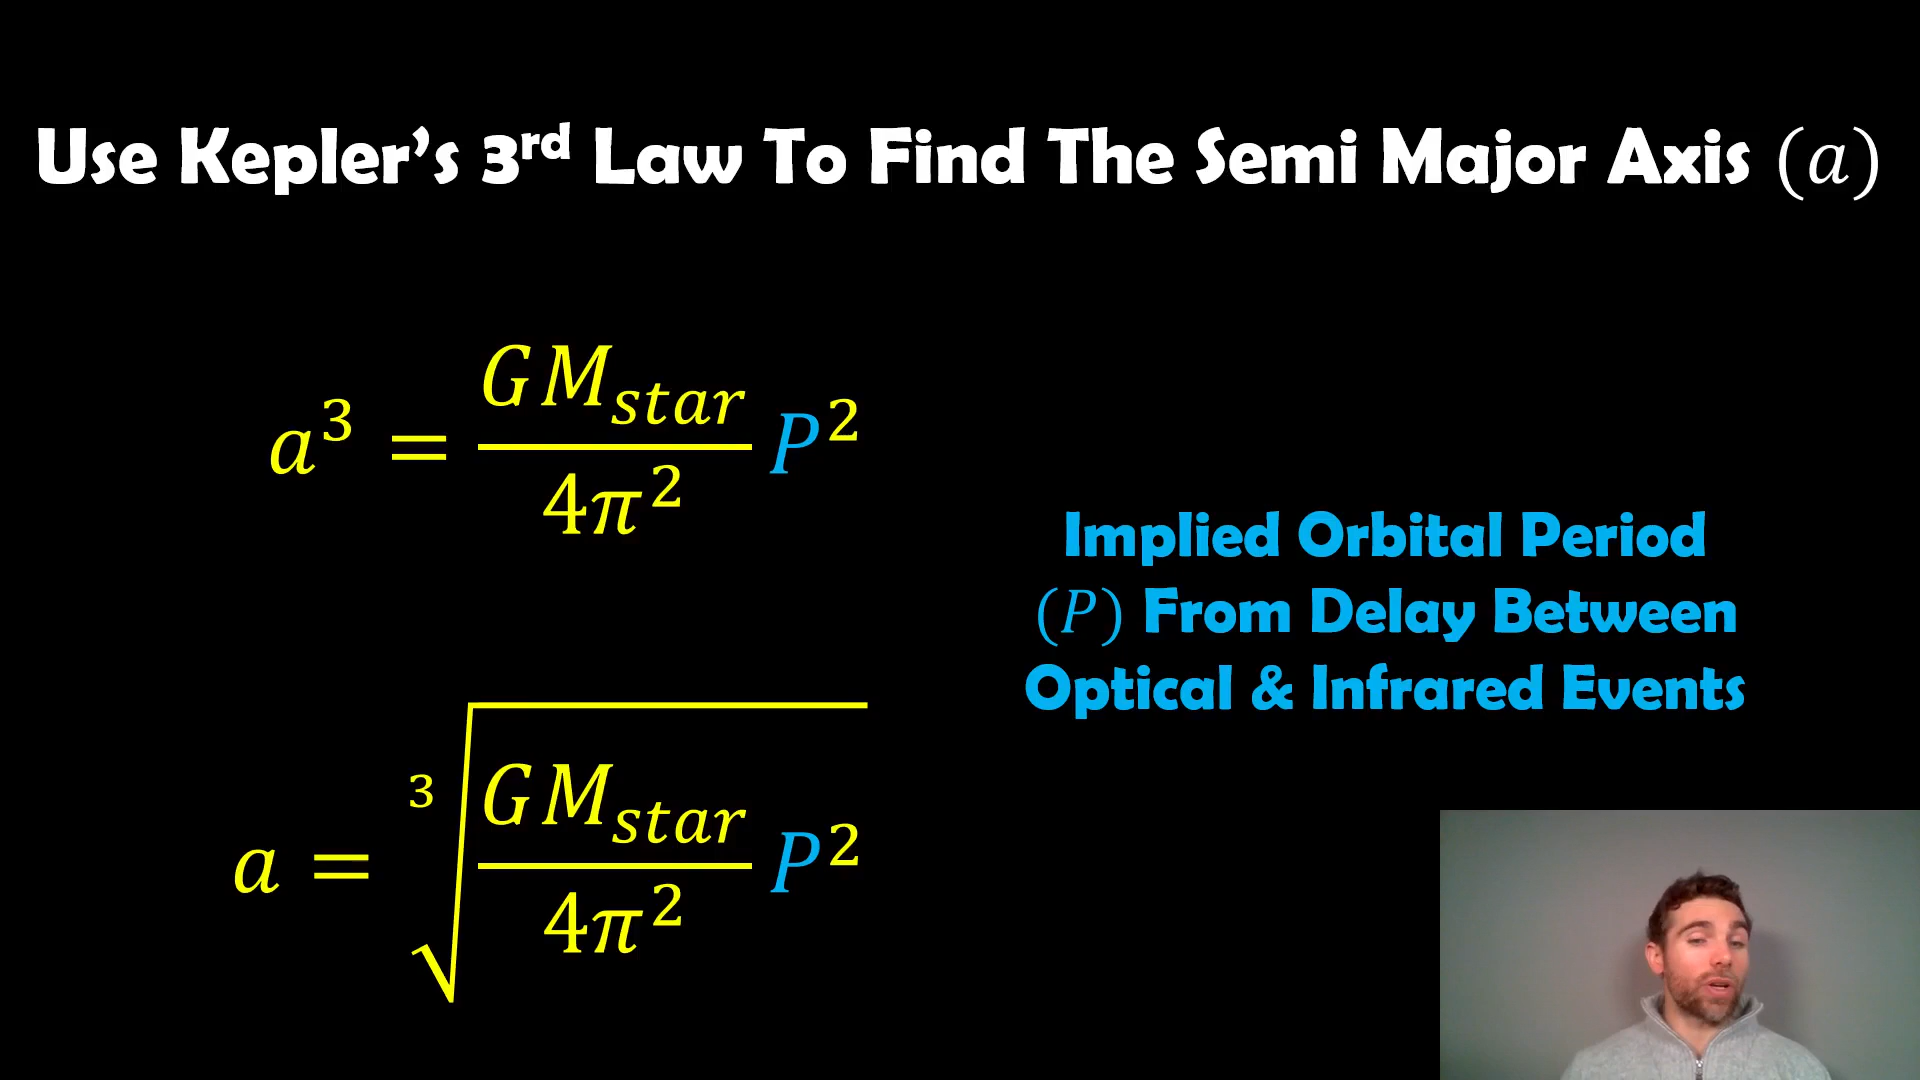 Use Kepler’s 3rd Law To Find The Semi Major Axis (a)
a³ = GM_star / 4π² P²
Implied Orbital Period
(P) From Delay Between
Optical & Infrared Events
a = ∛(GM_star / 4π² P²)